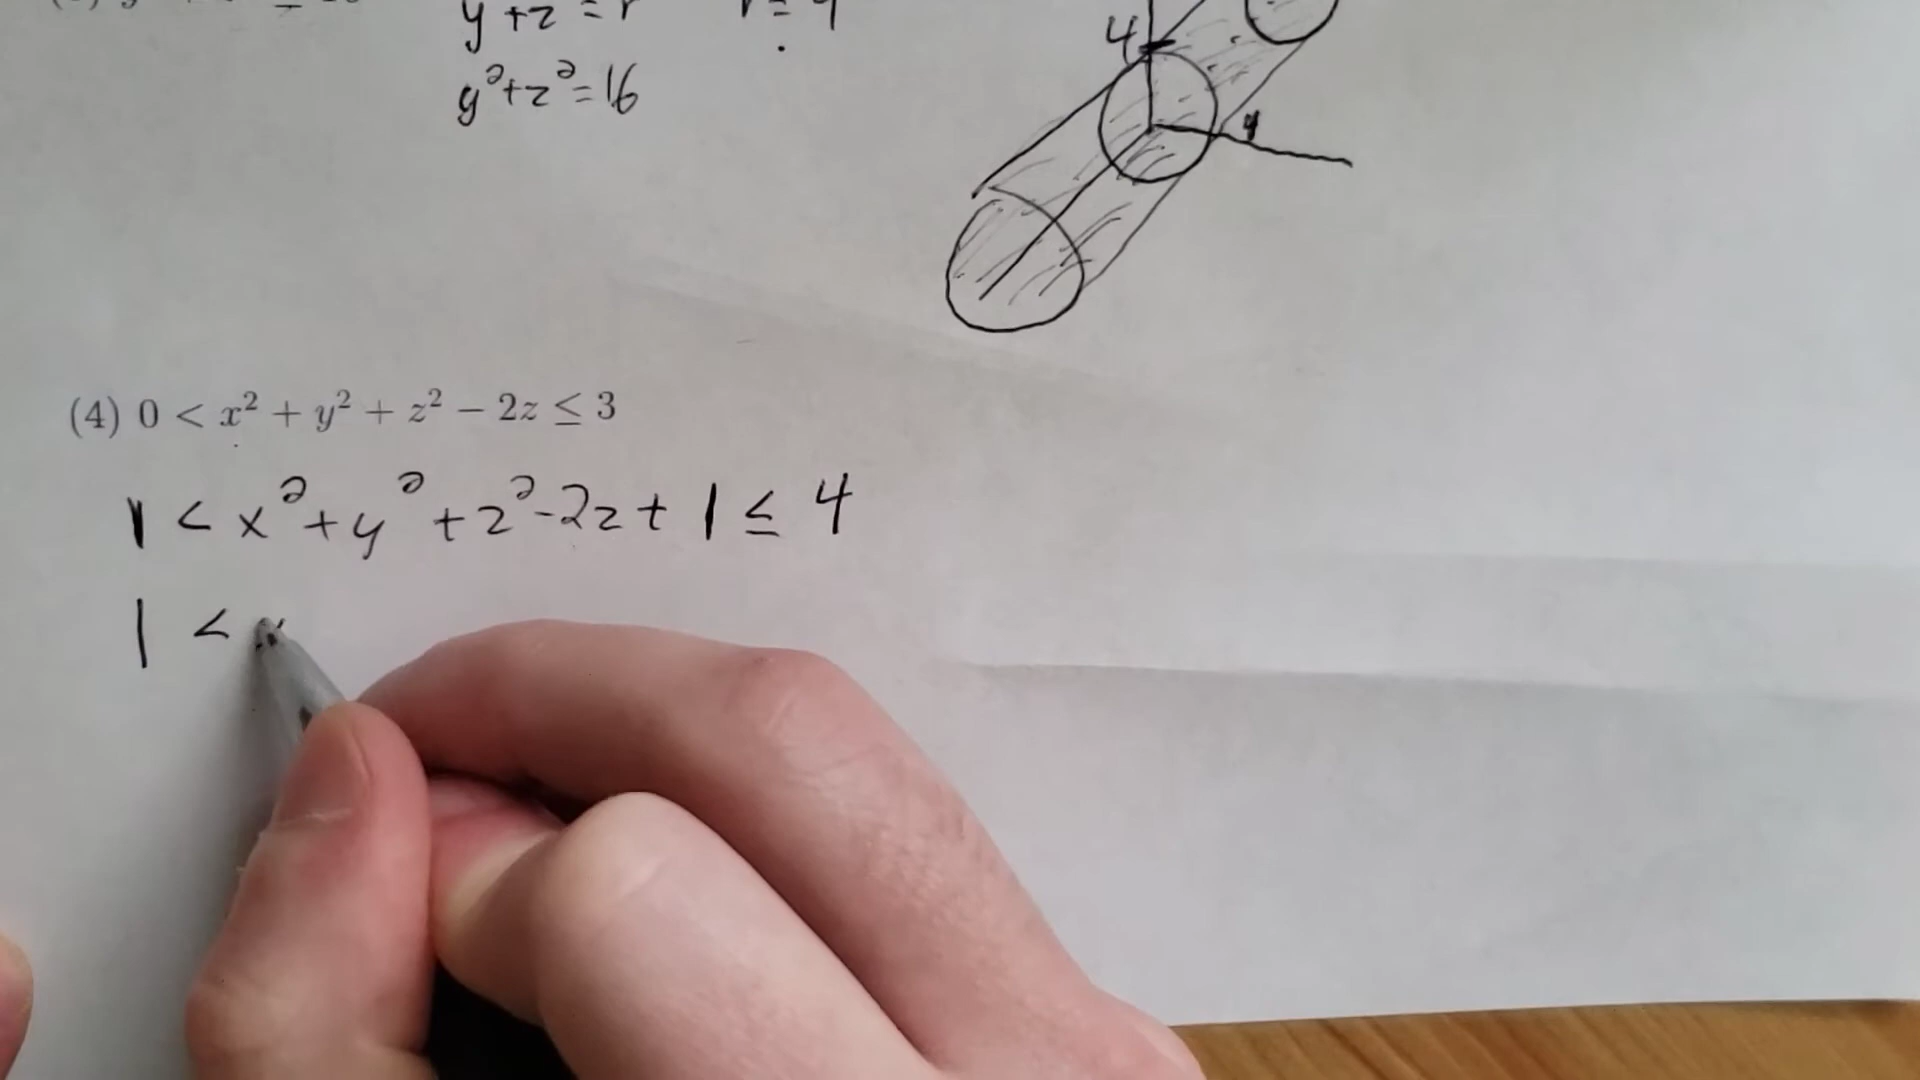 y + z = r
y² + z² = 16
4
4
(4) 0 < x² + y² + z² − 2z ≤ 3
1 < x² + y² + z² - 2z + 1 ≤ 4
1 <